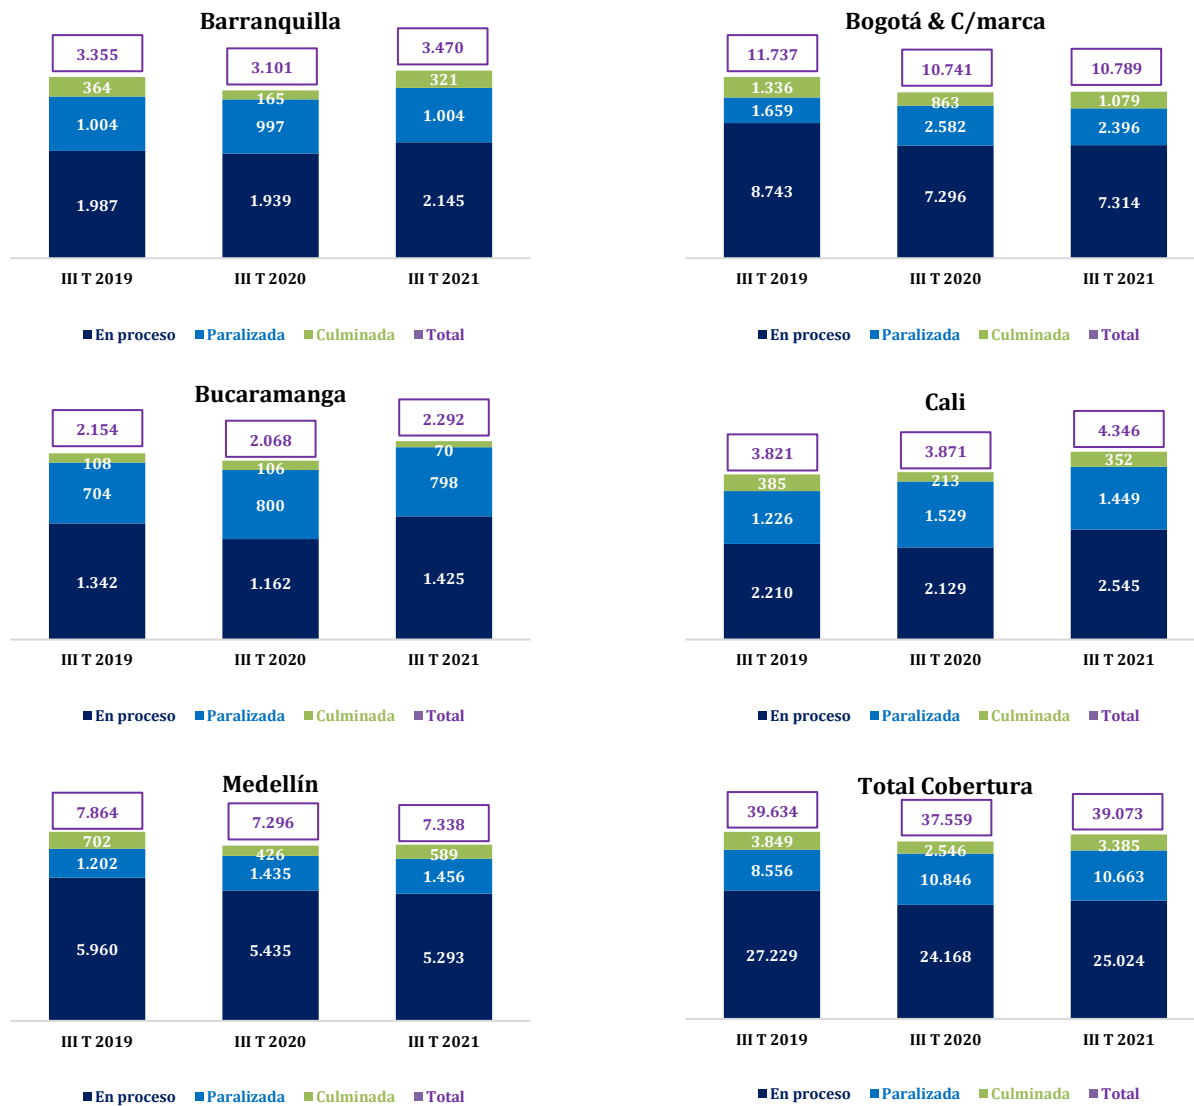 Barranquilla
3.355
3.101
3.470
364
165
321
1.004
997
1.004
1.987
1.939
2.145
III T 2019
III T 2020
III T 2021
En proceso Paralizada Culminada Total
Bogotá & C/marca
11.737
10.741
10.789
1.336
863
1.079
1.659
2.582
2.396
8.743
7.296
7.314
III T 2019
III T 2020
III T 2021
En proceso Paralizada Culminada Total
Bucaramanga
2.154
2.068
2.292
108
106
70
704
800
798
1.342
1.162
1.425
III T 2019
III T 2020
III T 2021
En proceso Paralizada Culminada Total
Cali
3.821
3.871
4.346
385
213
352
1.226
1.529
1.449
2.210
2.129
2.545
III T 2019
III T 2020
III T 2021
En proceso Paralizada Culminada Total
Medellín
7.864
7.296
7.338
702
426
589
1.202
1.435
1.456
5.960
5.435
5.293
III T 2019
III T 2020
III T 2021
En proceso Paralizada Culminada Total
Total Cobertura
39.634
37.559
39.073
3.849
2.546
3.385
8.556
10.846
10.663
27.229
24.168
25.024
III T 2019
III T 2020
III T 2021
En proceso Paralizada Culminada Total